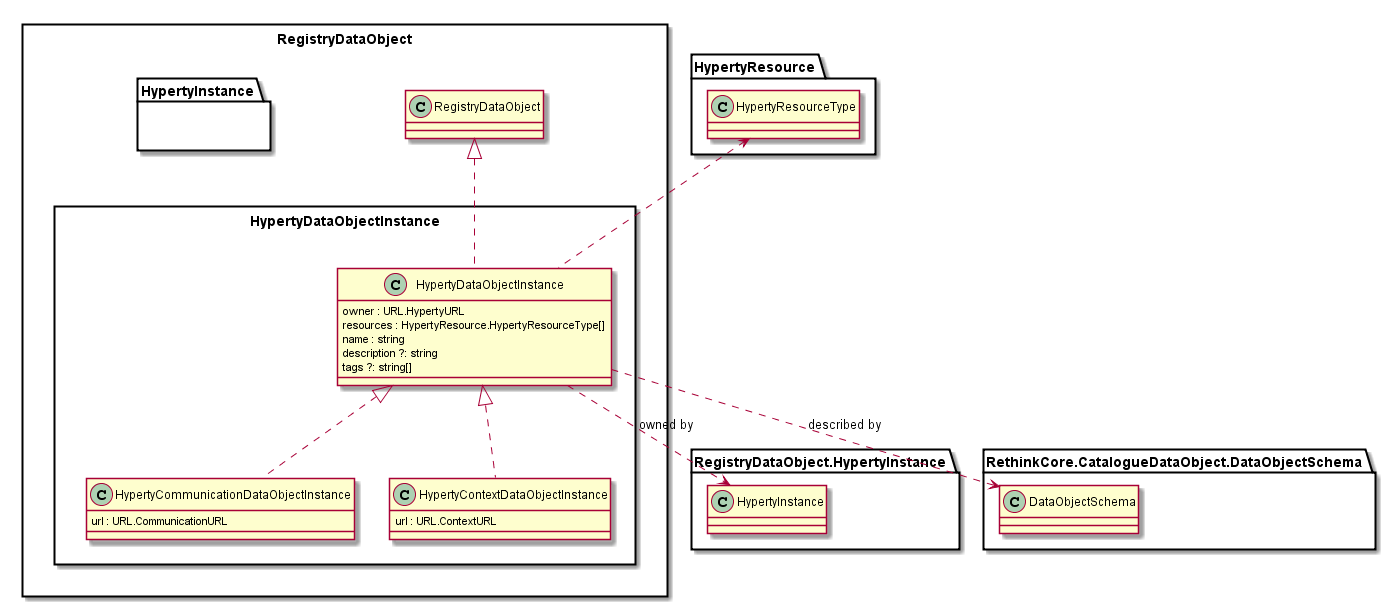 RegistryDataObject
HypertyResource
HypertyInstance
C RegistryDataObject
C HypertyResourceType
HypertyDataObjectInstance
C HypertyDataObjectInstance
owner : URL.HypertyURL
resources : HypertyResource.HypertyResourceType[]
name : string
description ?: string
tags ?: string[]
owned by
described by
RegistryDataObject.HypertyInstance
RethinkCore.CatalogueDataObject.DataObjectSchema
C HypertyCommunicationDataObjectInstance
url : URL.CommunicationURL
C HypertyContextDataObjectInstance
url : URL.ContextURL
C HypertyInstance
C DataObjectSchema